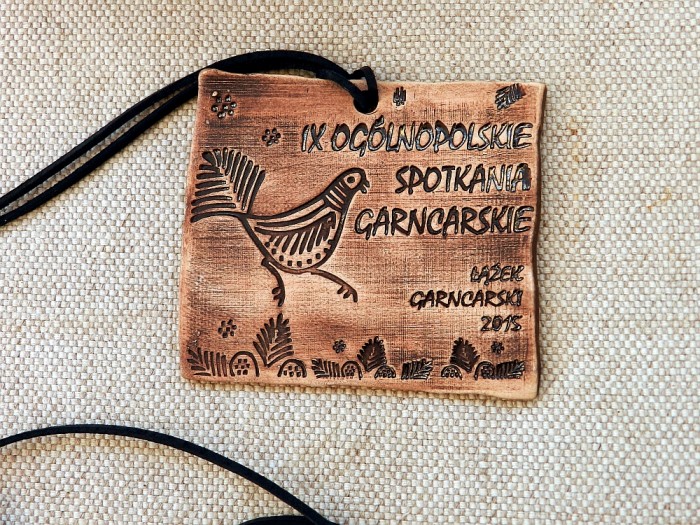 IX OGÓLNOPOLSKIE
SPOTKANIA
GARNCARSKIE
ŁĄŻEK
GARNCARSKI
2015